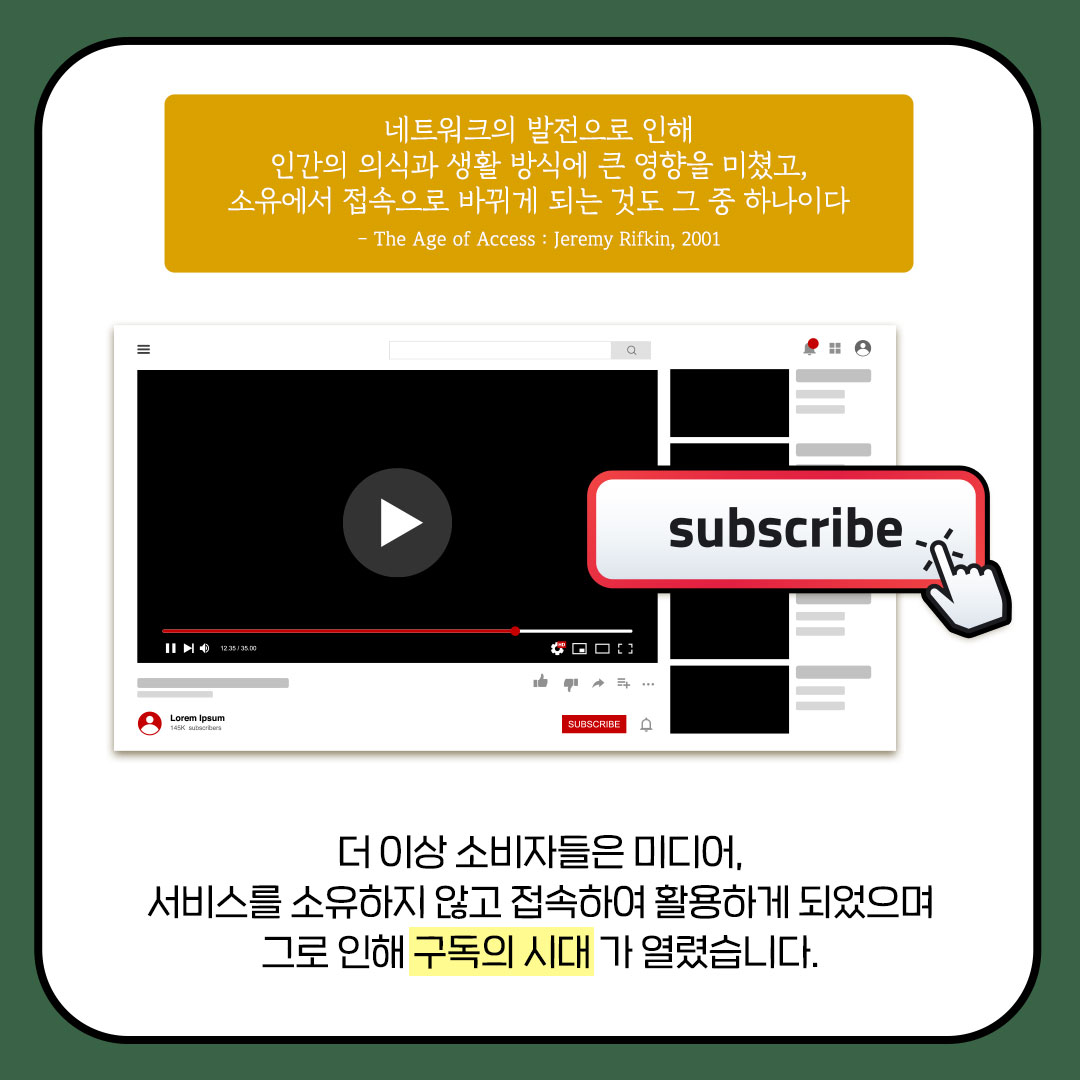 네트워크의 발전으로 인해
인간의 의식과 생활 방식에 큰 영향을 미쳤고,
소유에서 접속으로 바뀌게 되는 것도 그 중 하나이다
- The Age of Access : Jeremy Rifkin, 2001
subscribe
HD
12.35 / 35.00
Lorem Ipsum
145K subscribers
SUBSCRIBE
더 이상 소비자들은 미디어,
서비스를 소유하지 않고 접속하여 활용하게 되었으며
그로 인해 구독의 시대 가 열렸습니다.